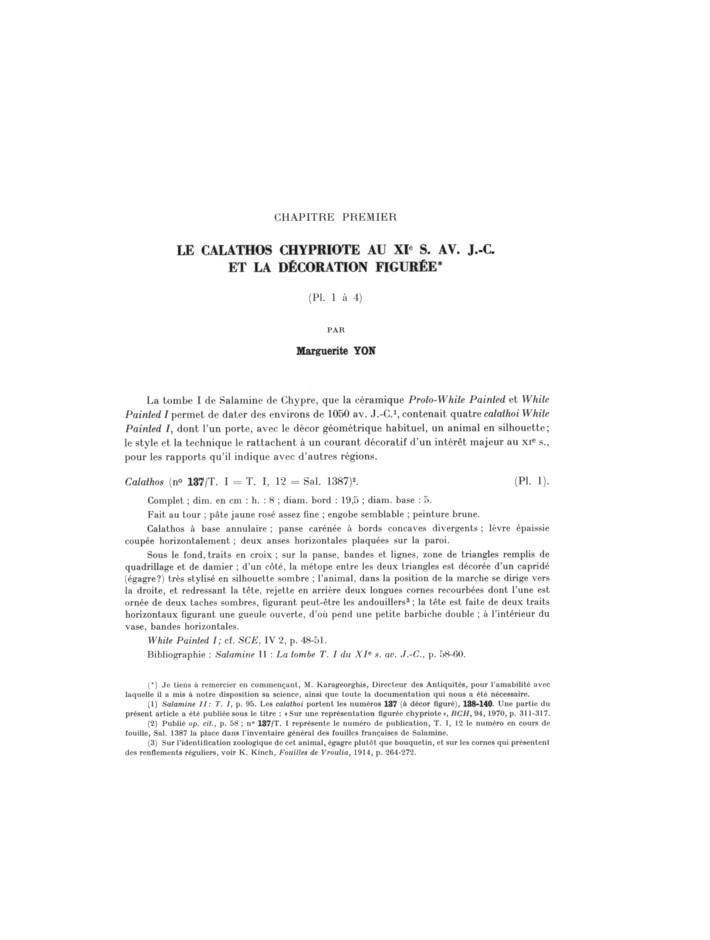 CHAPITRE PREMIER
LE CALATHOS CHYPRIOTE AU XIe S. AV. J.-C.
ET LA DÉCORATION FIGURÉE*
(Pl. 1 à 4)
PAR
Marguerite YON
La tombe I de Salamine de Chypre, que la céramique Proto-White Painted et White
Painted I permet de dater des environs de 1050 av. J.-C.¹, contenait quatre calathoi White
Painted I, dont l'un porte, avec le décor géométrique habituel, un animal en silhouette ;
le style et la technique le rattachent à un courant décoratif d'un intérêt majeur au XIe s.,
pour les rapports qu'il indique avec d'autres régions.
Calathos (nº 137/T. I = T. I, 12 = Sal. 1387)². (Pl. 1).
Complet ; dim. en cm : h. : 8 ; diam. bord : 19,5 ; diam. base : 5.
Fait au tour ; pâte jaune rosé assez fine ; engobe semblable ; peinture brune.
Calathos à base annulaire ; panse carénée à bords concaves divergents ; lèvre épaissie
coupée horizontalement ; deux anses horizontales plaquées sur la paroi.
Sous le fond, traits en croix ; sur la panse, bandes et lignes, zone de triangles remplis de
quadrillage et de damier ; d'un côté, la métope entre les deux triangles est décorée d'un capridé
(égagre?) très stylisé en silhouette sombre ; l'animal, dans la position de la marche se dirige vers
la droite, et redressant la tête, rejette en arrière deux longues cornes recourbées dont l'une est
ornée de deux taches sombres, figurant peut-être les andouillers³ ; la tête est faite de deux traits
horizontaux figurant une gueule ouverte, d'où pend une petite barbiche double ; à l'intérieur du
vase, bandes horizontales.
White Painted I ; cf. SCE, IV 2, p. 48-51.
Bibliographie : Salamine II : La tombe T. I du XIe s. av. J.-C., p. 58-60.
(*) Je tiens à remercier en commençant, M. Karageorghis, Directeur des Antiquités, pour l'amabilité avec
laquelle il a mis à notre disposition sa science, ainsi que toute la documentation qui nous a été nécessaire.
(1) Salamine II : T. I, p. 95. Les calathoi portent les numéros 137 (à décor figuré), 138-140. Une partie du
présent article a été publiée sous le titre : « Sur une représentation figurée chypriote », BCH, 94, 1970, p. 311-317.
(2) Publié op. cit., p. 58 ; nº 137/T. I représente le numéro de publication, T. I, 12 le numéro en cours de
fouille, Sal. 1387 la place dans l'inventaire général des fouilles françaises de Salamine.
(3) Sur l'identification zoologique de cet animal, égagre plutôt que bouquetin, et sur les cornes qui présentent
des renflements réguliers, voir K. Kinch, Fouilles de Vroulia, 1914, p. 264-272.